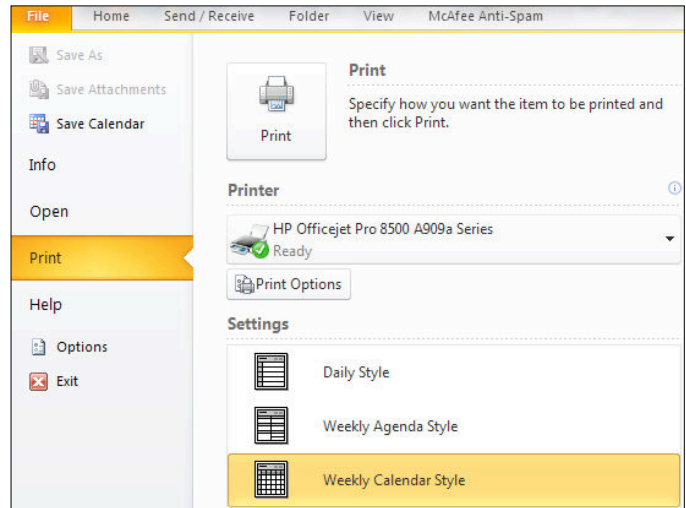 File Home Send / Receive Folder View McAfee Anti-Spam
Save As
Save Attachments
Save Calendar
Info
Open
Print
Help
Options
Exit
Print
Print
Specify how you want the item to be printed and
then click Print.
Printer
HP Officejet Pro 8500 A909a Series
Ready
Print Options
Settings
Daily Style
Weekly Agenda Style
Weekly Calendar Style